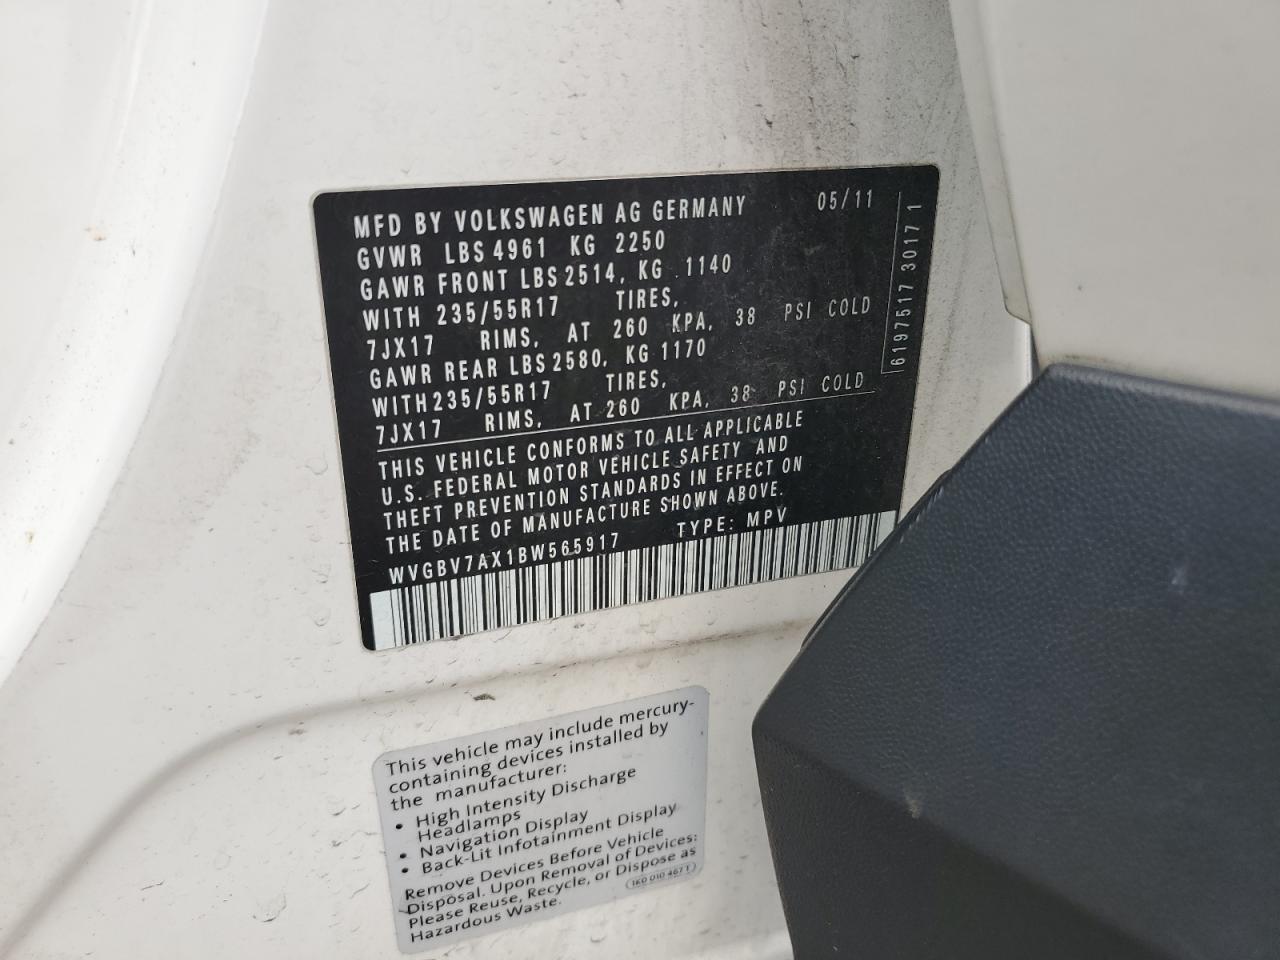 MFD BY VOLKSWAGEN AG GERMANY 05/11
GVWR LBS 4961 KG 2250
GAWR FRONT LBS 2514, KG 1140
WITH 235/55R17 TIRES,
7JX17 RIMS, AT 260 KPA, 38 PSI COLD
GAWR REAR LBS 2580, KG 1170
WITH 235/55R17 TIRES,
7JX17 RIMS, AT 260 KPA, 38 PSI COLD
THIS VEHICLE CONFORMS TO ALL APPLICABLE
U.S. FEDERAL MOTOR VEHICLE SAFETY AND
THEFT PREVENTION STANDARDS IN EFFECT ON
THE DATE OF MANUFACTURE SHOWN ABOVE.
WVGBV7AX1BW565917 TYPE: MPV
6197517 3017 1
This vehicle may include mercury-
containing devices installed by
the manufacturer:
• High Intensity Discharge
Headlamps
• Navigation Display
• Back-Lit Infotainment Display
Remove Devices Before Vehicle
Disposal. Upon Removal of Devices:
Please Reuse, Recycle, or Dispose as
Hazardous Waste.
1K0 010 467 T